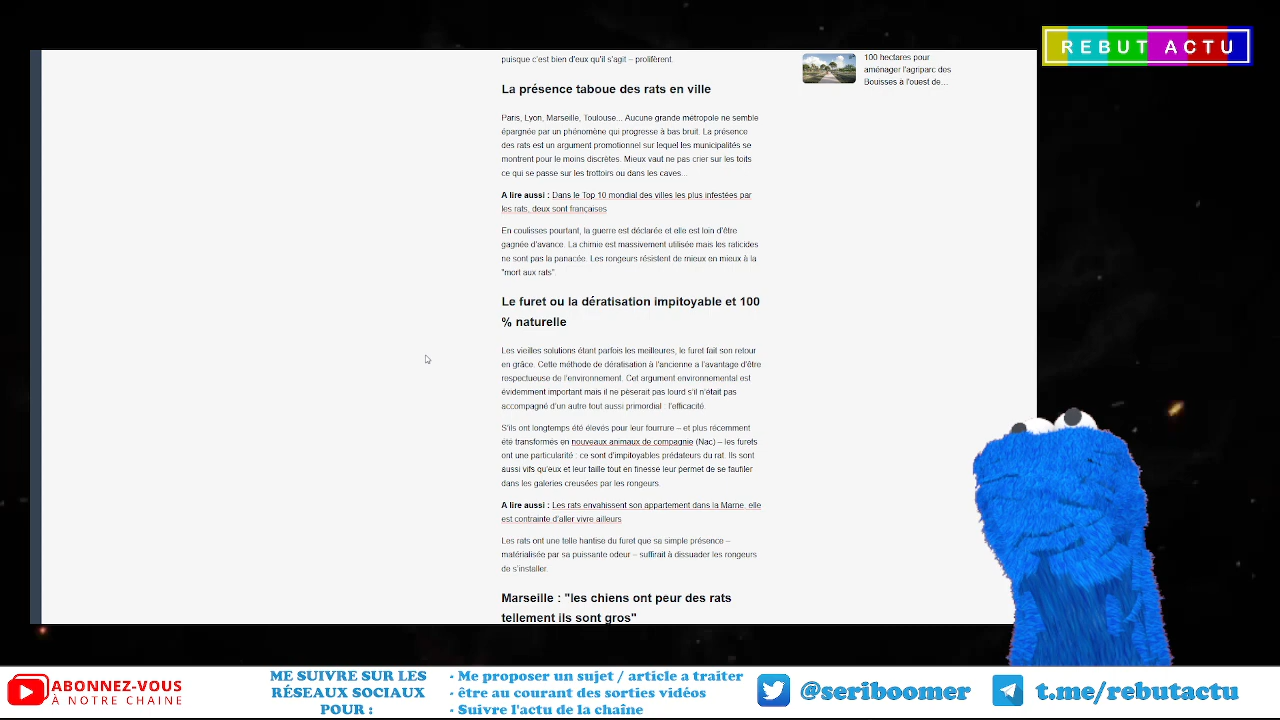 puisque c'est bien d'eux qu'il s'agit – prolifèrent.
La présence taboue des rats en ville
Paris, Lyon, Marseille, Toulouse... Aucune grande métropole ne semble
épargnée par un phénomène qui progresse à bas bruit. La présence
des rats est un argument promotionnel sur lequel les municipalités se
montrent pour le moins discrètes. Mieux vaut ne pas crier sur les toits
ce qui se passe sur les trottoirs ou dans les caves...
A lire aussi : Dans le Top 10 mondial des villes les plus infestées par
les rats, deux sont françaises
En coulisses pourtant, la guerre est déclarée et elle est loin d'être
gagnée d'avance. La chimie est massivement utilisée mais les raticides
ne sont pas la panacée. Les rongeurs résistent de mieux en mieux à la
"mort aux rats".
Le furet ou la dératisation impitoyable et 100
% naturelle
Les vieilles solutions étant parfois les meilleures, le furet fait son retour
en grâce. Cette méthode de dératisation à l'ancienne a l'avantage d'être
respectueuse de l'environnement. Cet argument environnemental est
évidemment important mais il ne pèserait pas lourd s'il n'était pas
accompagné d'un autre tout aussi primordial : l'efficacité.
S'ils ont longtemps été élevés pour leur fourrure – et plus récemment
été transformés en nouveaux animaux de compagnie (Nac) – les furets
ont une particularité : ce sont d'impitoyables prédateurs du rat. Ils sont
aussi vifs qu'eux et leur taille tout en finesse leur permet de se faufiler
dans les galeries creusées par les rongeurs.
A lire aussi : Les rats envahissent son appartement dans la Marne, elle
est contrainte d'aller vivre ailleurs
Les rats ont une telle hantise du furet que sa simple présence –
matérialisée par sa puissante odeur – suffirait à dissuader les rongeurs
de s'installer.
Marseille : "les chiens ont peur des rats
tellement ils sont gros"
100 hectares pour
aménager l'agriparc des
Bouisses à l'ouest de...
REBUT ACTU
ABONNEZ-VOUS
À NOTRE CHAINE
ME SUIVRE SUR LES
RÉSEAUX SOCIAUX
POUR :
- Me proposer un sujet / article a traiter
- être au courant des sorties vidéos
- Suivre l'actu de la chaîne
@seriboomer
t.me/rebutactu